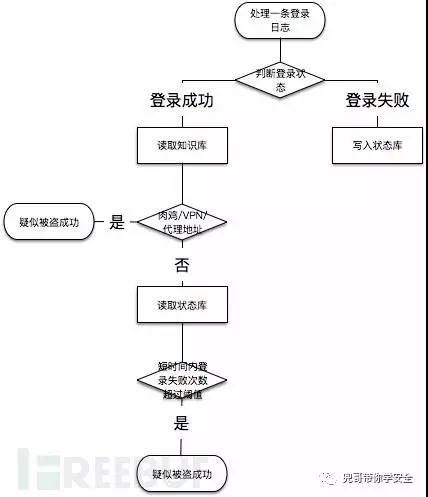 处理一条登录
日志
判断登录状
态
登录成功
登录失败
读取知识库
写入状态库
肉鸡/VPN/
代理地址
是
疑似被盗成功
否
读取状态库
短时间内登
录失败次数
超过阈值
是
疑似被盗成功
FREEBUF
兜哥带你学安全